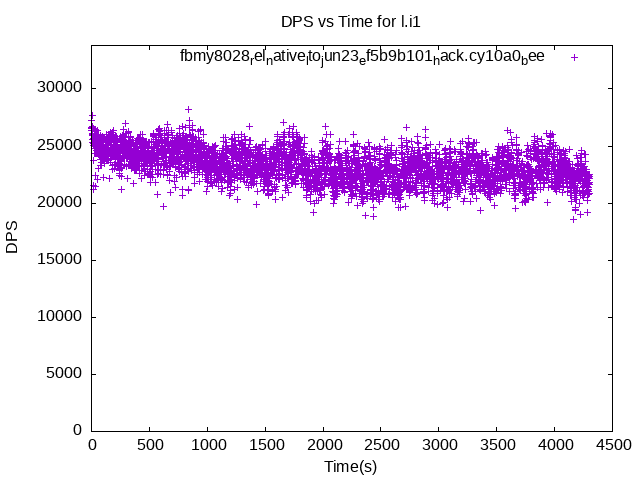 DPS vs Time for l.i1
fbmy8028relnativeltojun23ef5b9b101hack.cy10a0bee
30000
25000
20000
15000
10000
5000
0
DPS
0 500 1000 1500 2000 2500 3000 3500 4000 4500
Time(s)